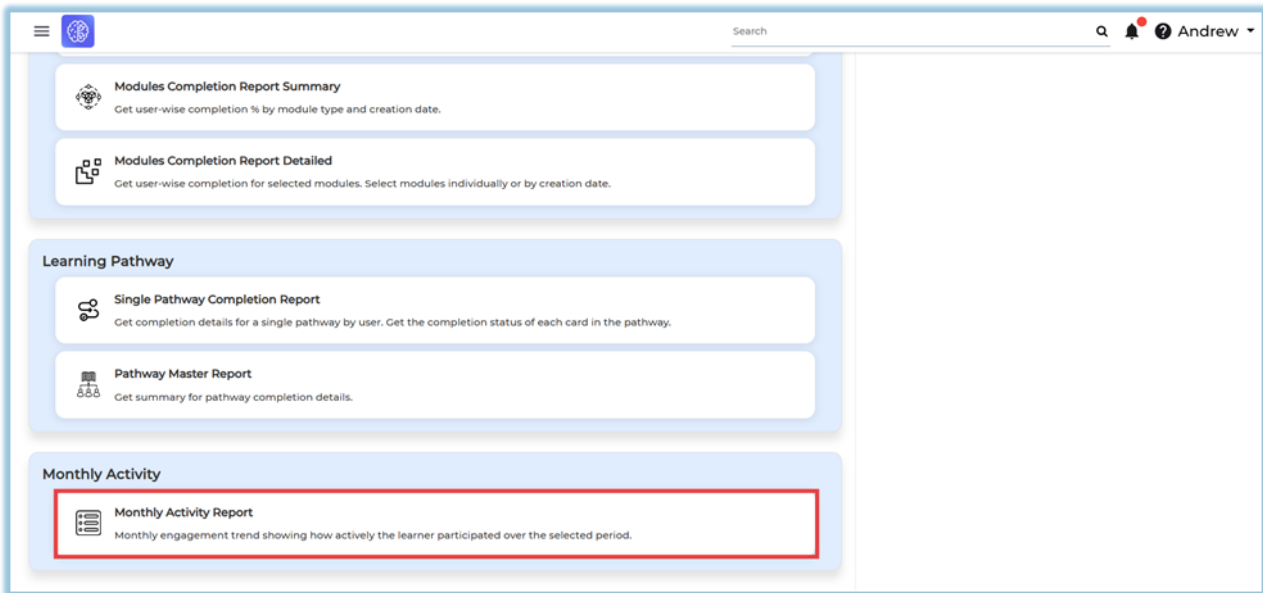 Search
Andrew
Modules Completion Report Summary
Get user-wise completion % by module type and creation date.
Modules Completion Report Detailed
Get user-wise completion for selected modules. Select modules individually or by creation date.
Learning Pathway
Single Pathway Completion Report
Get completion details for a single pathway by user. Get the completion status of each card in the pathway.
Pathway Master Report
Get summary for pathway completion details.
Monthly Activity
Monthly Activity Report
Monthly engagement trend showing how actively the learner participated over the selected period.